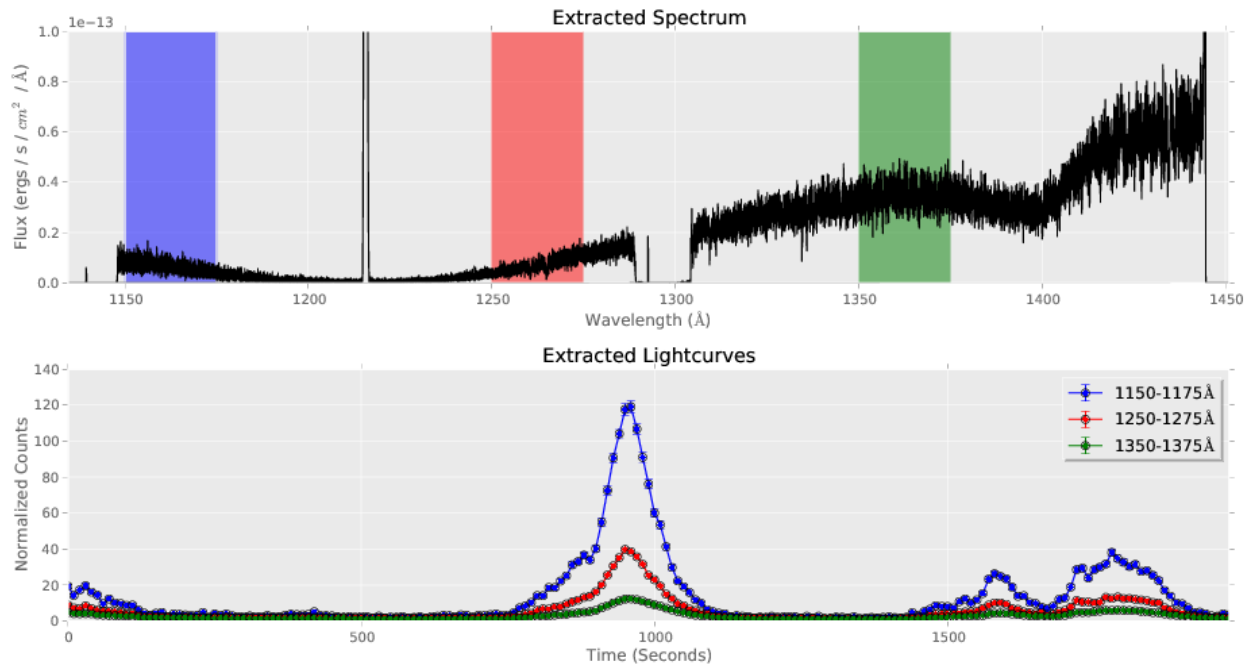 Extracted Spectrum
1e−13
1.0
0.8
0.6
0.4
0.2
0.0
Flux (ergs / s / cm² / Å)
1150 1200 1250 1300 1350 1400 1450
Wavelength (Å)
Extracted Lightcurves
140
120
100
80
60
40
20
0
Normalized Counts
1150-1175Å
1250-1275Å
1350-1375Å
0 500 1000 1500
Time (Seconds)